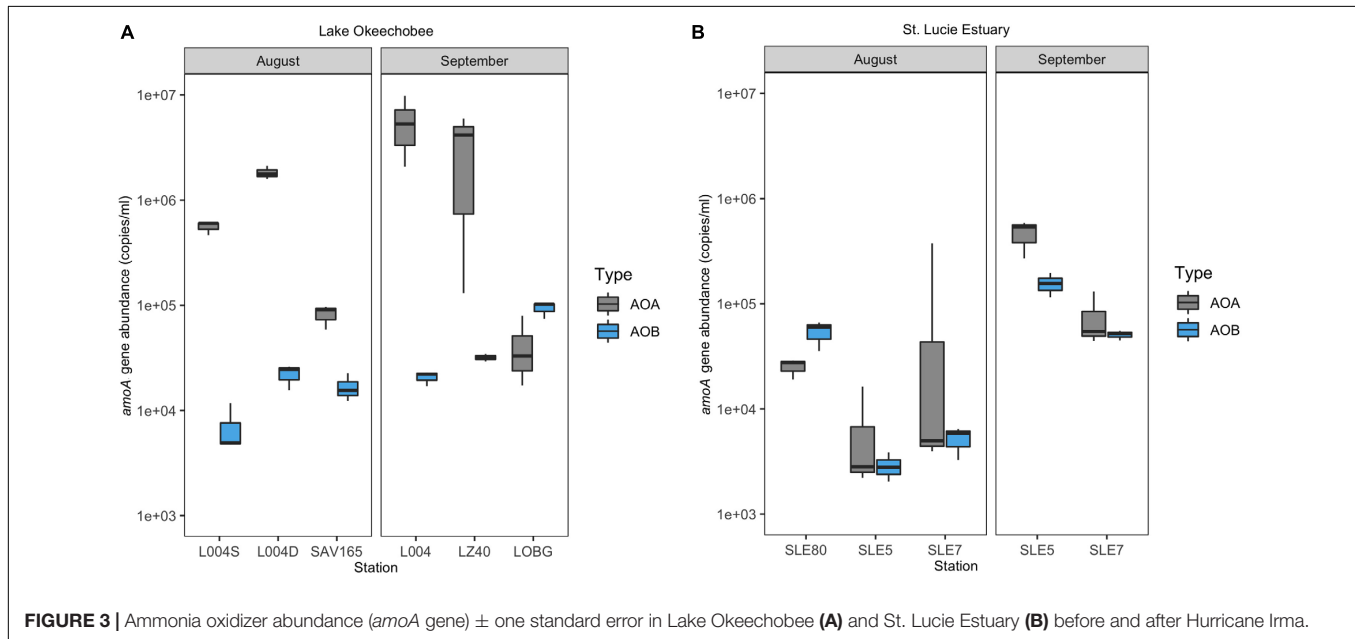 A
Lake Okeechobee
August
September
1e+07
1e+06
1e+05
1e+04
1e+03
amoA gene abundance (copies/ml)
L004S
L004D
SAV165
L004
LZ40
LOBG
Station
Type
AOA
AOB
B
St. Lucie Estuary
August
September
1e+07
1e+06
1e+05
1e+04
1e+03
amoA gene abundance (copies/ml)
SLE80
SLE5
SLE7
SLE5
SLE7
Station
Type
AOA
AOB
FIGURE 3 | Ammonia oxidizer abundance (amoA gene) ± one standard error in Lake Okeechobee (A) and St. Lucie Estuary (B) before and after Hurricane Irma.